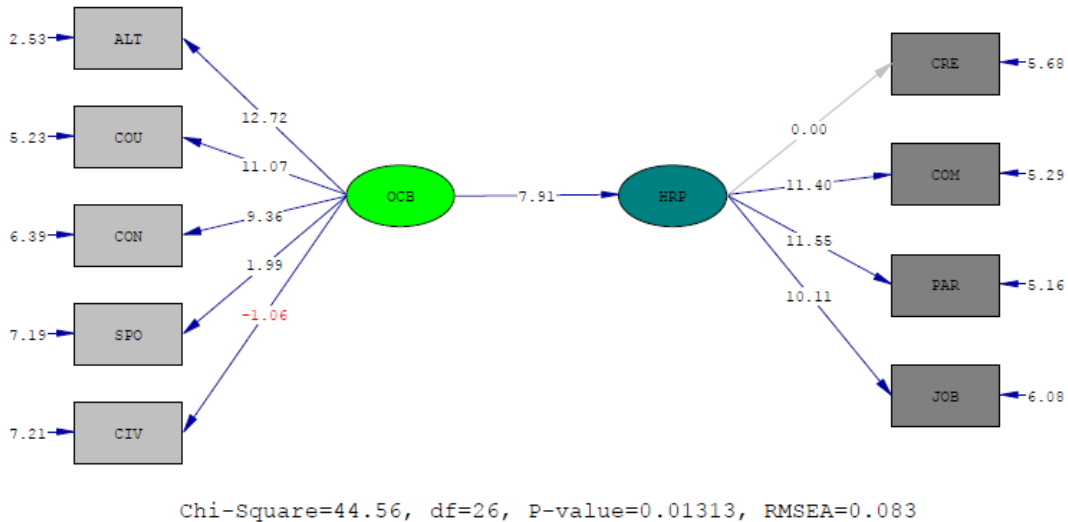 2.53
ALT
12.72
5.23
COU
11.07
6.39
CON
9.36
7.19
SPO
1.99
7.21
CIV
-1.06
OCB
7.91
HRP
0.00
CRE
5.68
11.40
COM
5.29
11.55
PAR
5.16
10.11
JOB
6.08
Chi-Square=44.56, df=26, P-value=0.01313, RMSEA=0.083